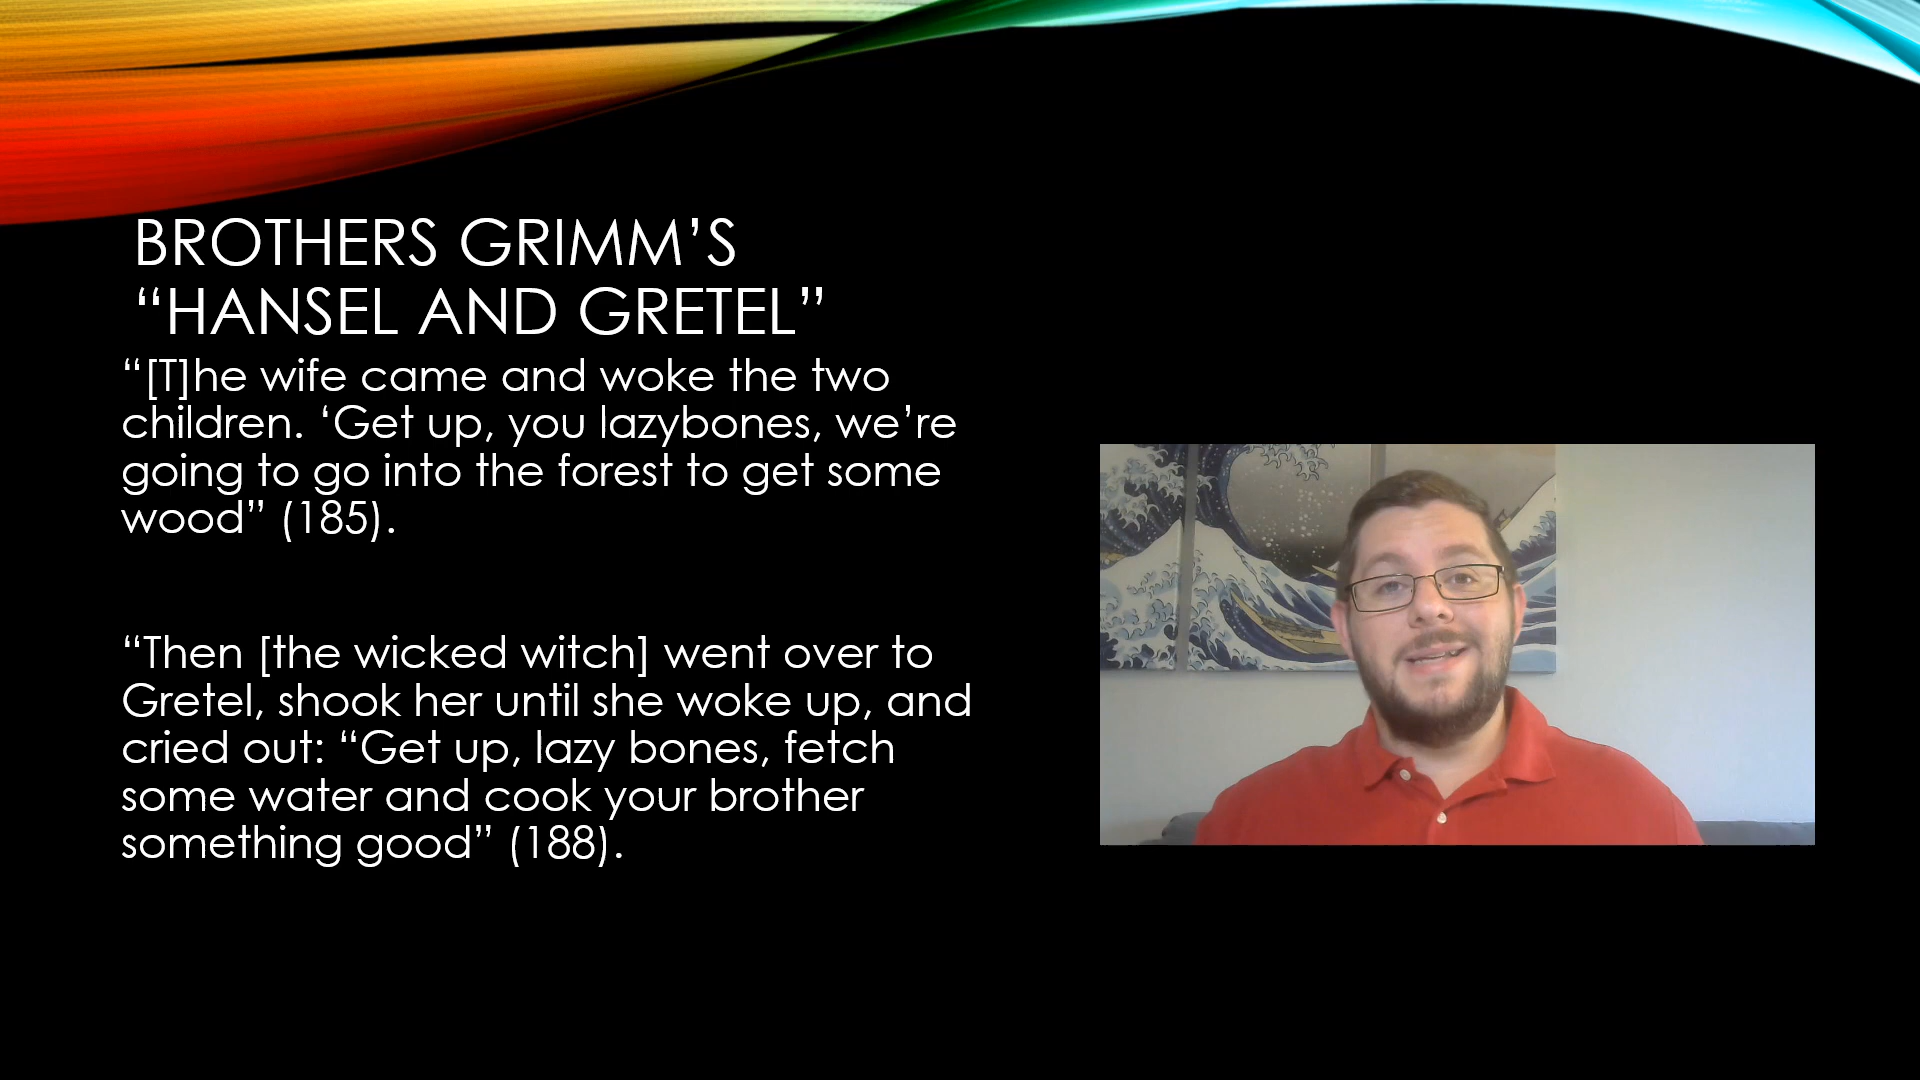 BROTHERS GRIMM’S
“HANSEL AND GRETEL”
“[T]he wife came and woke the two
children. ‘Get up, you lazybones, we’re
going to go into the forest to get some
wood” (185).
“Then [the wicked witch] went over to
Gretel, shook her until she woke up, and
cried out: “Get up, lazy bones, fetch
some water and cook your brother
something good” (188).